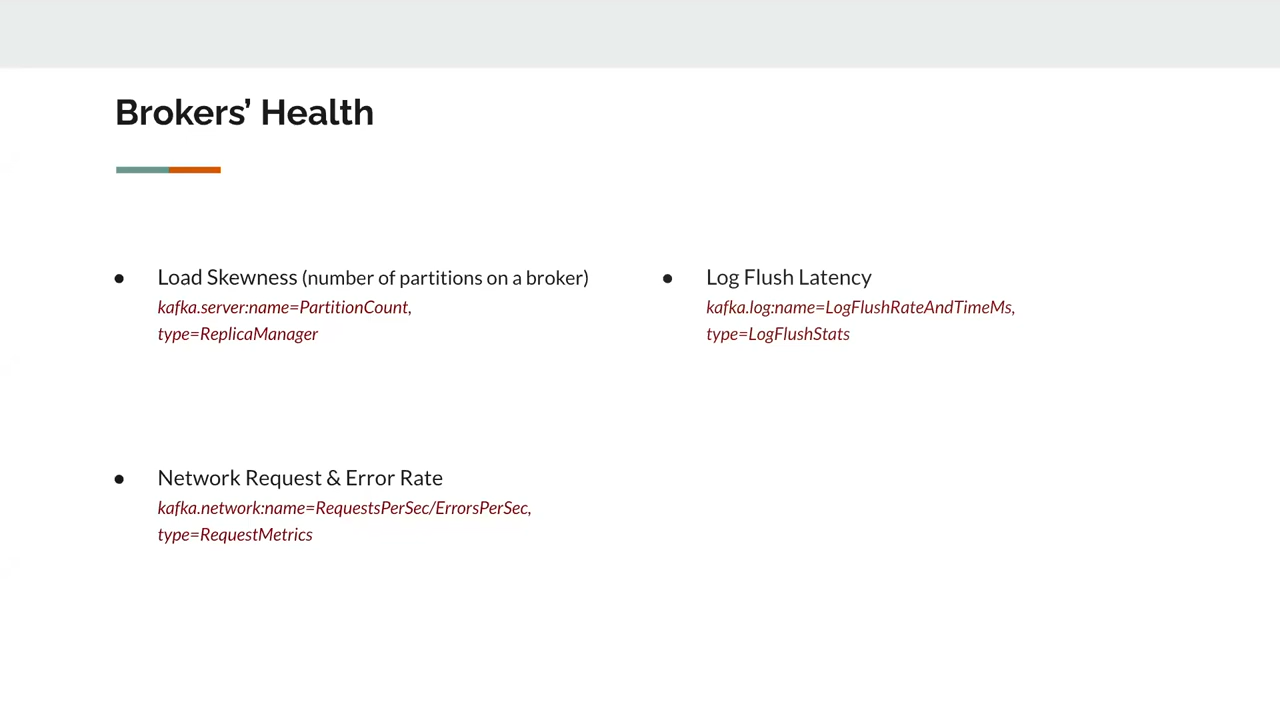 Brokers’ Health
● Load Skewness (number of partitions on a broker)
kafka.server:name=PartitionCount,
type=ReplicaManager
● Network Request & Error Rate
kafka.network:name=RequestsPerSec/ErrorsPerSec,
type=RequestMetrics
● Log Flush Latency
kafka.log:name=LogFlushRateAndTimeMs,
type=LogFlushStats